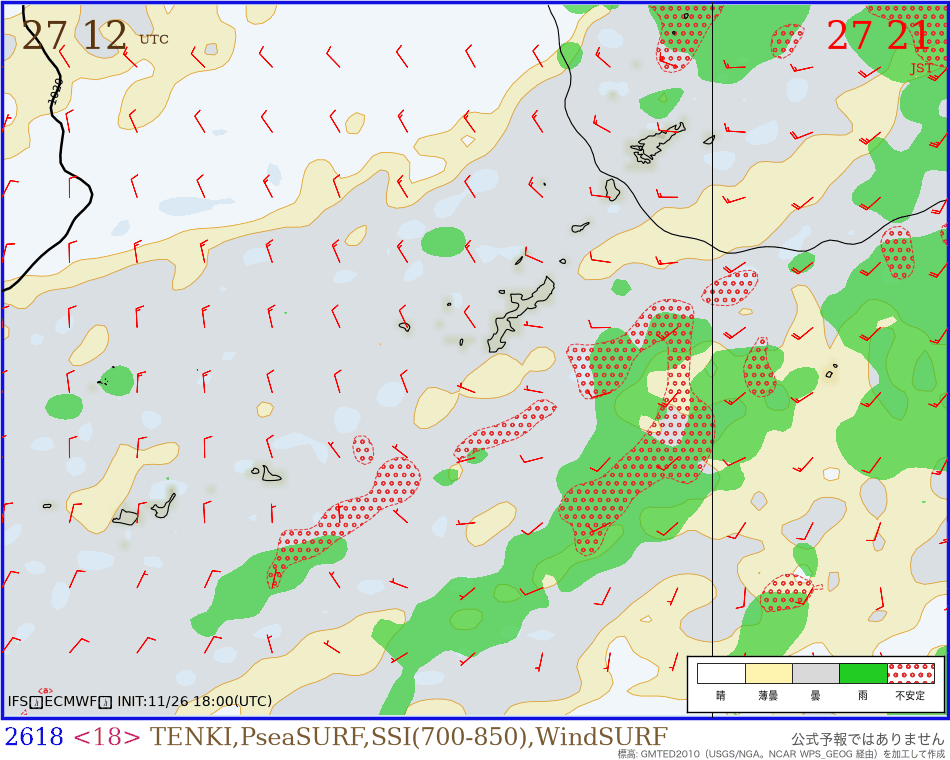 27 12 UTC
27 21
JST
1020
晴 薄曇 曇 雨 不安定
IFS ECMWF INIT:11/26 18:00(UTC)
2618 <18> TENKI,PseaSURF,SSI(700-850),WindSURF
公式予報ではありません
標高: GMTED2010（USGS/NGA。NCAR WPS_GEOG 経由）を加工して作成